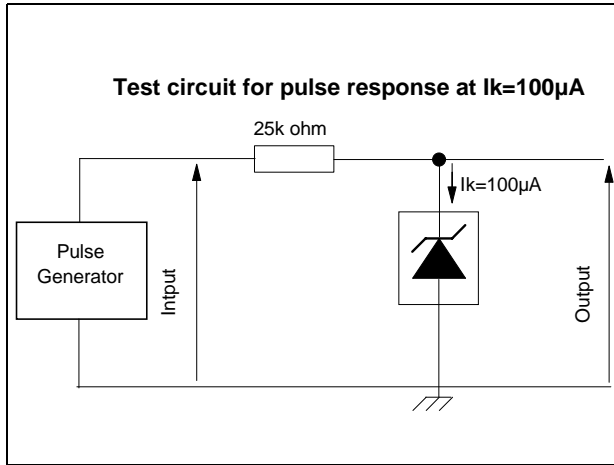 Test circuit for pulse response at Ik=100µA
25k ohm
Ik=100µA
Pulse
Generator
Intput
Output